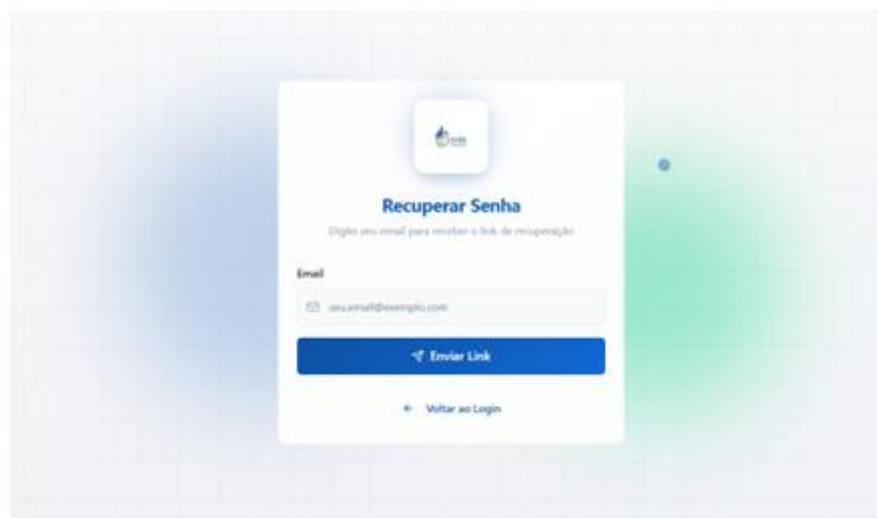 Recuperar Senha
Digite seu email para receber o link de recuperação
Email
seu.email@exemplo.com
Enviar Link
Voltar ao Login